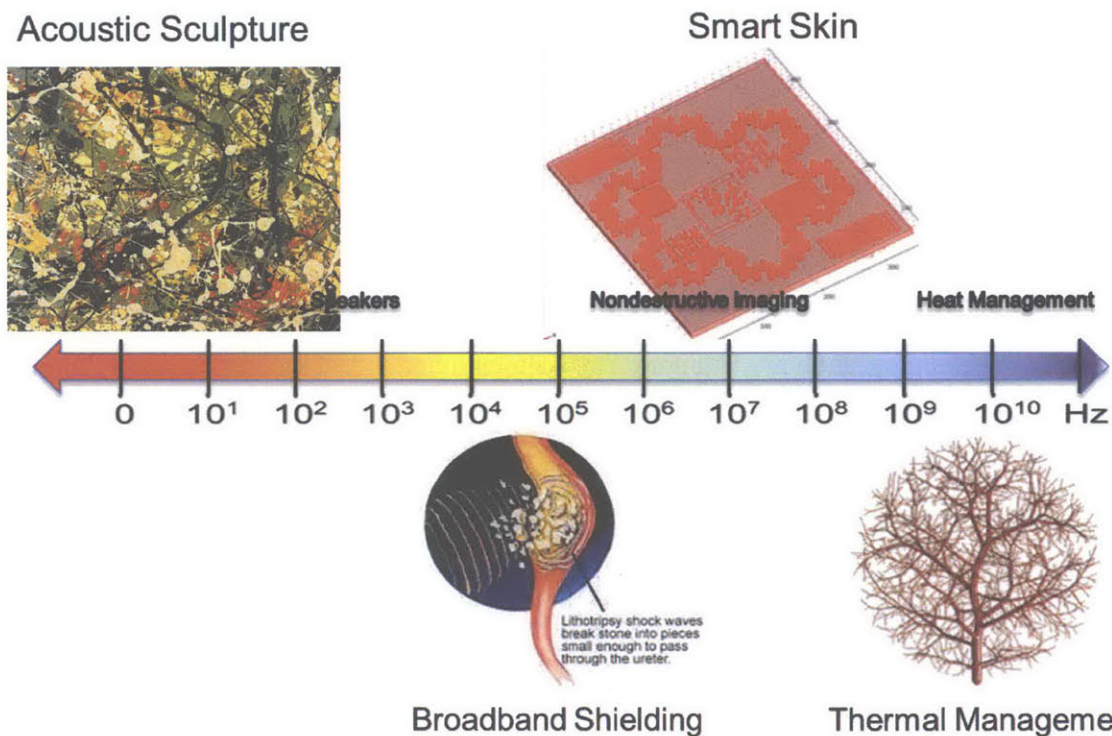 Acoustic Sculpture
Smart Skin
Speakers
Nondestructive Imaging
Heat Management
0 10¹ 10² 10³ 10⁴ 10⁵ 10⁶ 10⁷ 10⁸ 10⁹ 10¹⁰ Hz
Lithotripsy shock waves
break stone into pieces
small enough to pass
through the ureter.
Broadband Shielding
Thermal Manageme